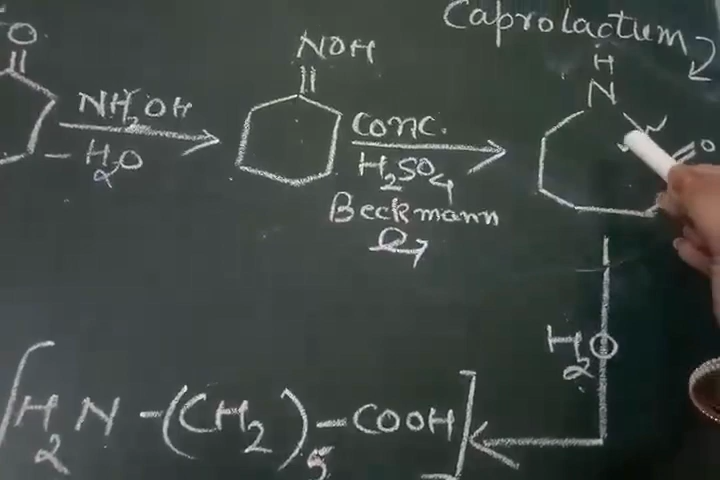 Caprolactum
O
NOH
H
N
NH2OH
- H2O
conc.
H2SO4
O
Beckmann
H2O
[H2N-(CH2)5-COOH]